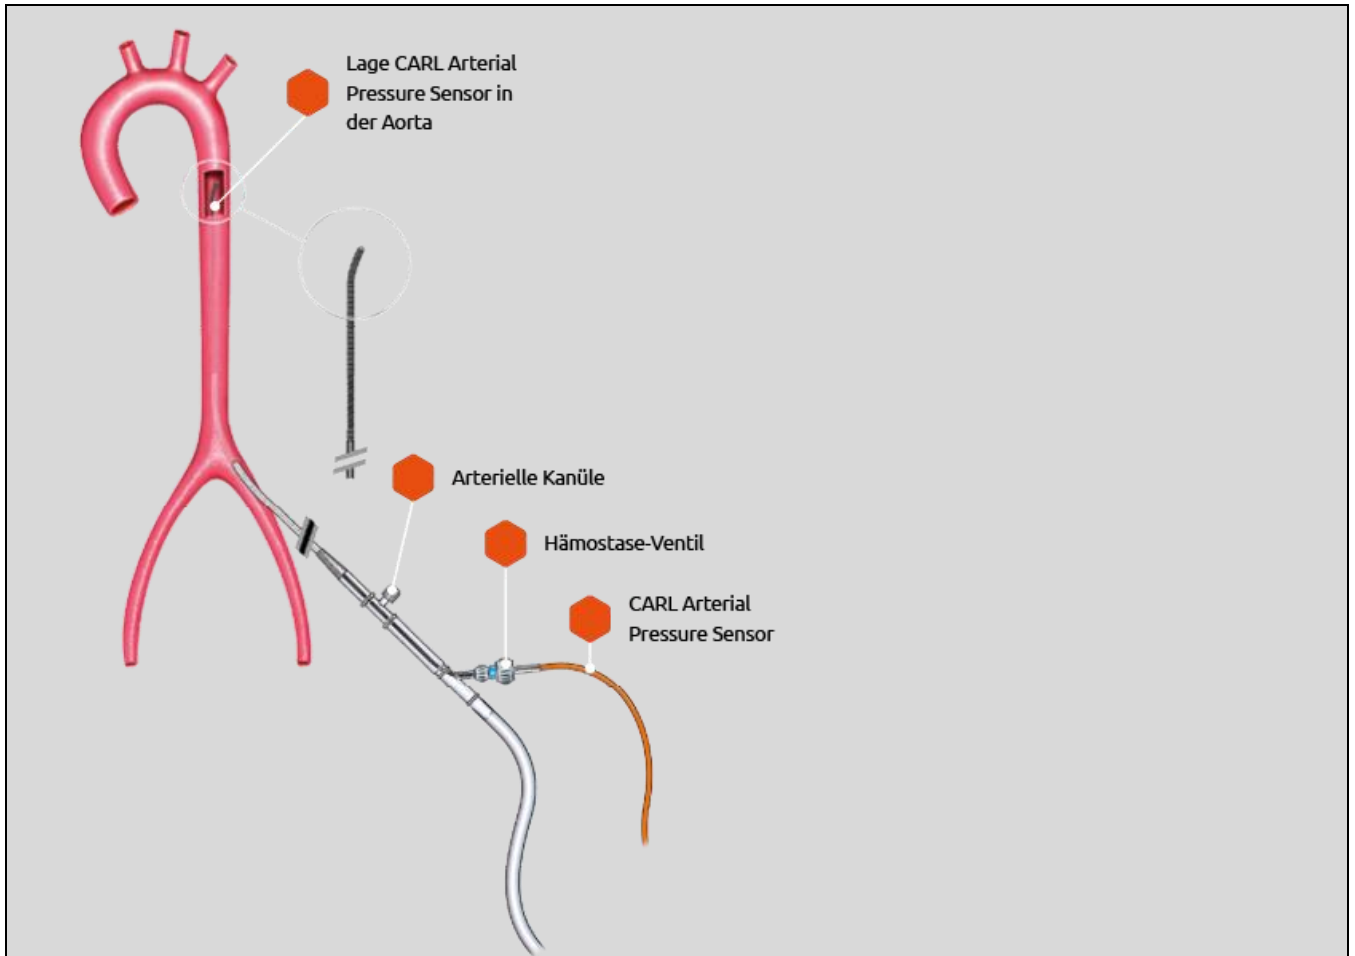 Lage CARL Arterial
Pressure Sensor in
der Aorta
Arterielle Kanüle
Hämostase-Ventil
CARL Arterial
Pressure Sensor